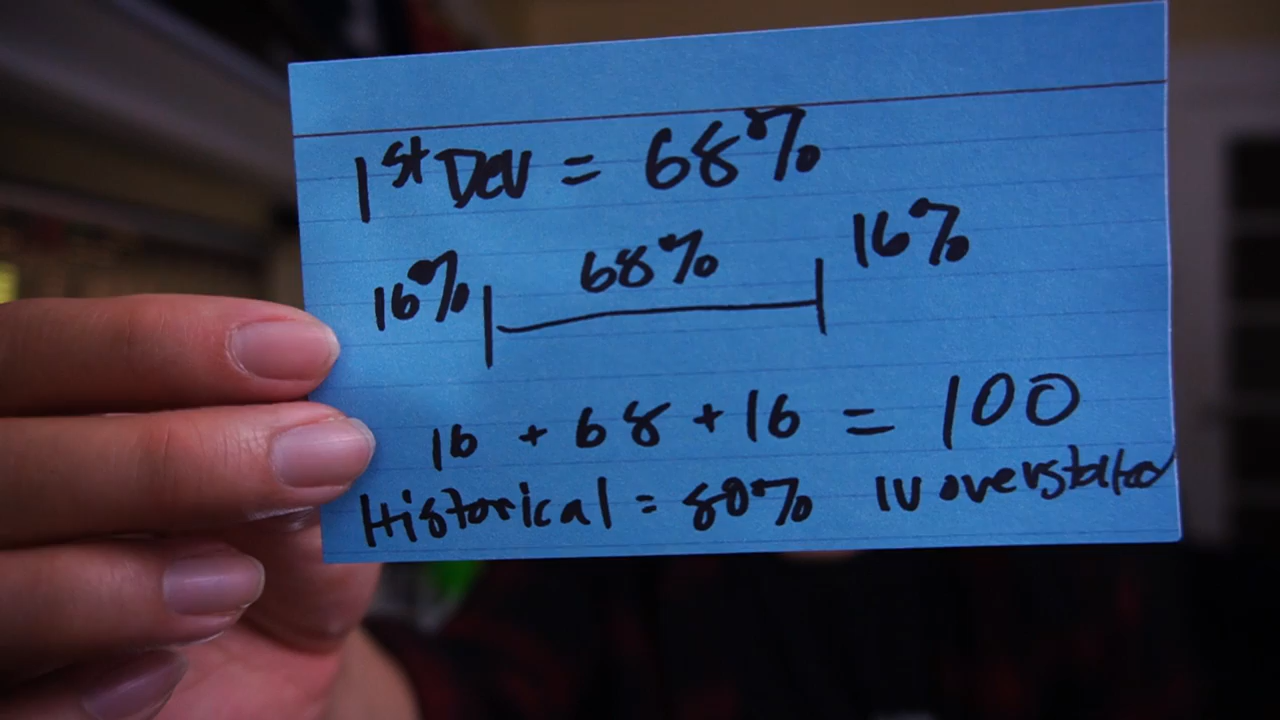 1st Dev = 68%
16% 68% 16%
16 + 68 + 16 = 100
Historical = 80% IV overstated